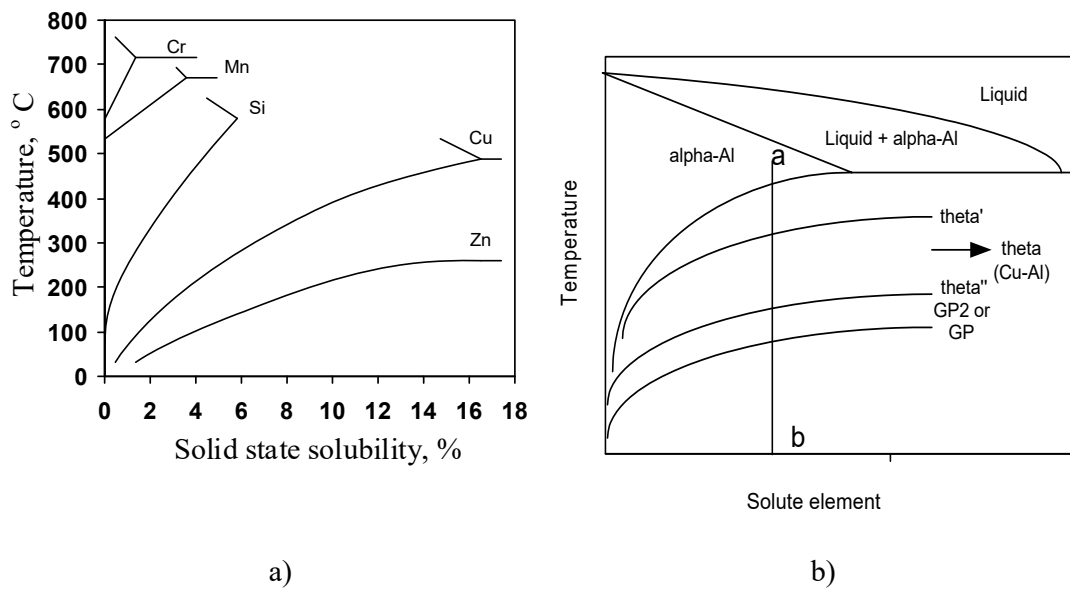 800
700
600
500
400
300
200
100
0
Temperature, º C
Cr
Mn
Si
Cu
Zn
0 2 4 6 8 10 12 14 16 18
Solid state solubility, %
a)
Temperature
Liquid
Liquid + alpha-Al
alpha-Al
a
theta'
theta
(Cu-Al)
theta"
GP2 or
GP
b
Solute element
b)